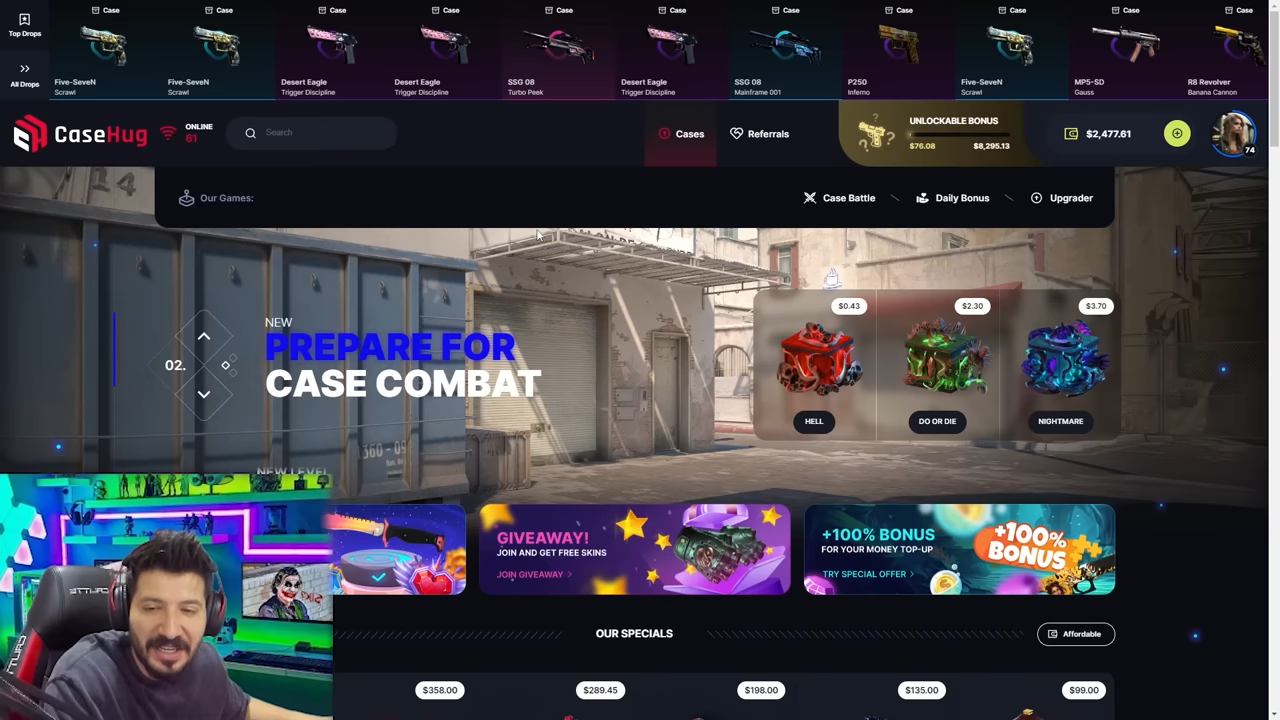 Top Drops
All Drops
Case
Five-SeveN
Scrawl
Case
Five-SeveN
Scrawl
Case
Desert Eagle
Trigger Discipline
Case
Desert Eagle
Trigger Discipline
Case
SSG 08
Turbo Peek
Case
Desert Eagle
Trigger Discipline
Case
SSG 08
Mainframe 001
Case
P250
Inferno
Case
Five-SeveN
Scrawl
Case
MP5-SD
Gauss
Case
R8 Revolver
Banana Cannon
CaseHug
ONLINE
61
Search
Cases
Referrals
UNLOCKABLE BONUS
$76.08 $8,295.13
$2,477.61
74
14
Our Games:
Case Battle
Daily Bonus
Upgrader
02.
NEW
PREPARE FOR
CASE COMBAT
$0.43
HELL
$2.30
DO OR DIE
$3.70
NIGHTMARE
NEW LEVEL
GIVEAWAY!
JOIN AND GET FREE SKINS
JOIN GIVEAWAY >
+100% BONUS
FOR YOUR MONEY TOP-UP
TRY SPECIAL OFFER >
+100%
BONUS
OUR SPECIALS
Affordable
$358.00
$289.45
$198.00
$135.00
$99.00